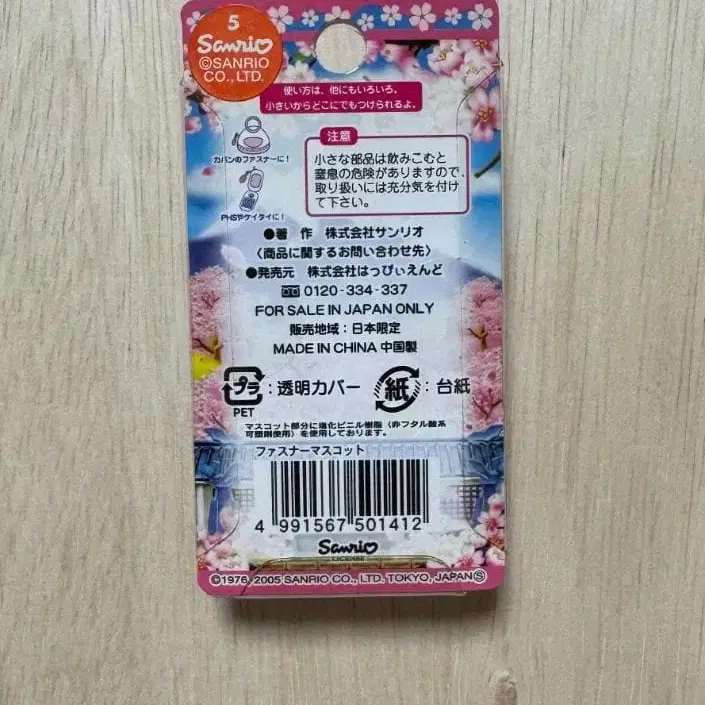 5
Sanrio
©SANRIO
CO., LTD.
使い方は、他にもいろいろ。
小さいからどこにでもつけられるよ。
カバンのファスナーに!
PHSやケイタイに!
注意
小さな部品は飲みこむと
窒息の危険がありますので、
取り扱いには充分気を付け
て下さい。
●著 作 株式会社サンリオ
〈商品に関するお問い合わせ先〉
●発売元 株式会社はっぴぃえんど
0120-334-337
FOR SALE IN JAPAN ONLY
販売地域:日本限定
MADE IN CHINA 中国製
プラ:透明カバー 紙:台紙
PET
マスコット部分に塩化ビニル樹脂(非フタル酸系
可塑剤使用)を使用しております。
ファスナーマスコット
4 991567 501412
Sanrio
LICENSE
©1976, 2005 SANRIO CO., LTD. TOKYO, JAPAN Ⓢ